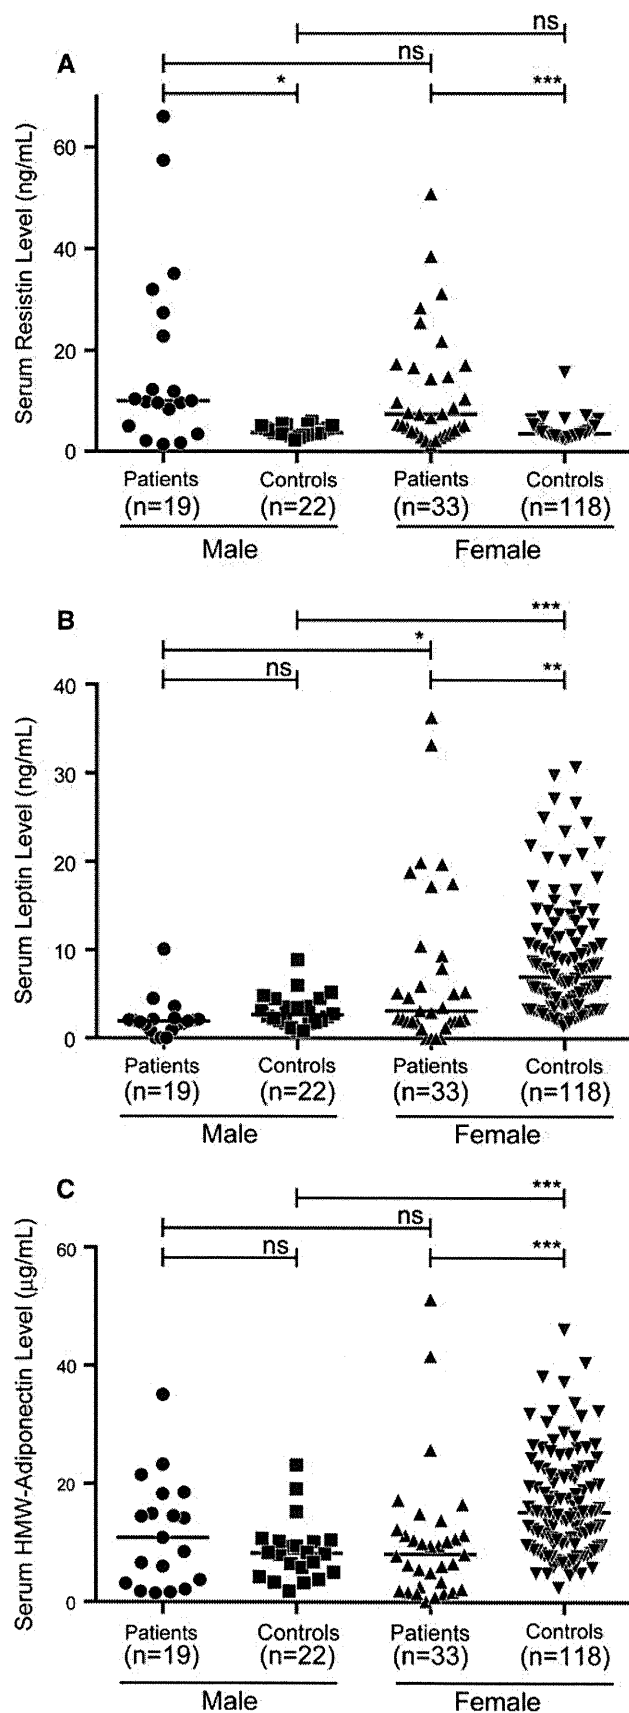 ns
A
ns
*
***
Serum Resistin Level (ng/mL)
60
40
20
0
Patients
Controls
Patients
Controls
(n=19)
(n=22)
(n=33)
(n=118)
Male
Female
B
***
*
ns
**
Serum Leptin Level (ng/mL)
40
30
20
10
0
Patients
Controls
Patients
Controls
(n=19)
(n=22)
(n=33)
(n=118)
Male
Female
C
***
ns
ns
***
Serum HMW-Adiponectin Level (μg/mL)
60
40
20
0
Patients
Controls
Patients
Controls
(n=19)
(n=22)
(n=33)
(n=118)
Male
Female